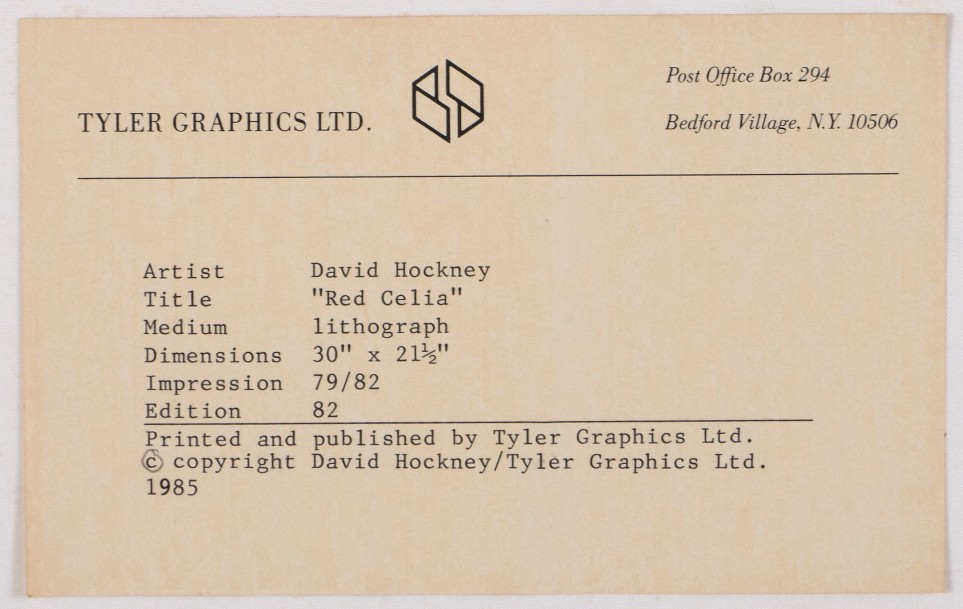 TYLER GRAPHICS LTD.
Post Office Box 294
Bedford Village, N.Y. 10506
Artist David Hockney
Title "Red Celia"
Medium lithograph
Dimensions 30" x 21½"
Impression 79/82
Edition 82
Printed and published by Tyler Graphics Ltd.
© copyright David Hockney/Tyler Graphics Ltd.
1985